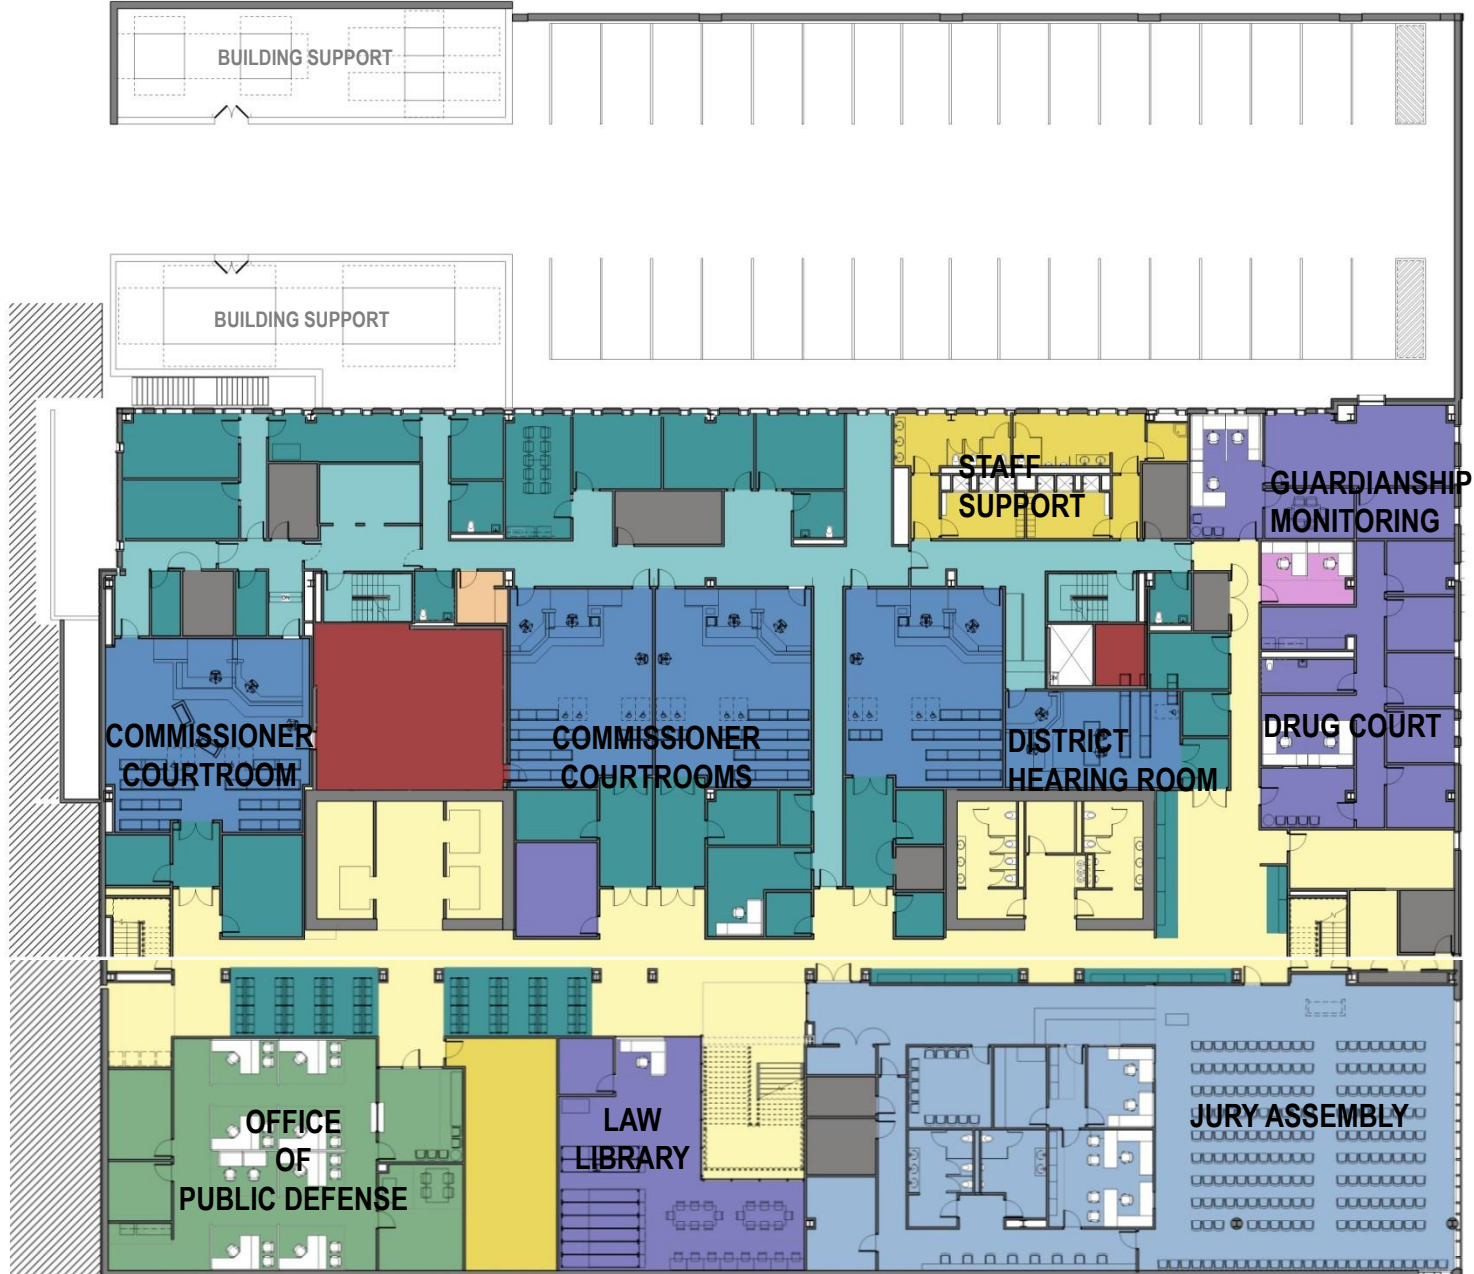 BUILDING SUPPORT
BUILDING SUPPORT
STAFF
SUPPORT
GUARDIANSHIP
MONITORING
COMMISSIONER
COURTROOM
COMMISSIONER
COURTROOMS
DISTRICT
HEARING ROOM
DRUG COURT
OFFICE
OF
PUBLIC DEFENSE
LAW
LIBRARY
JURY ASSEMBLY